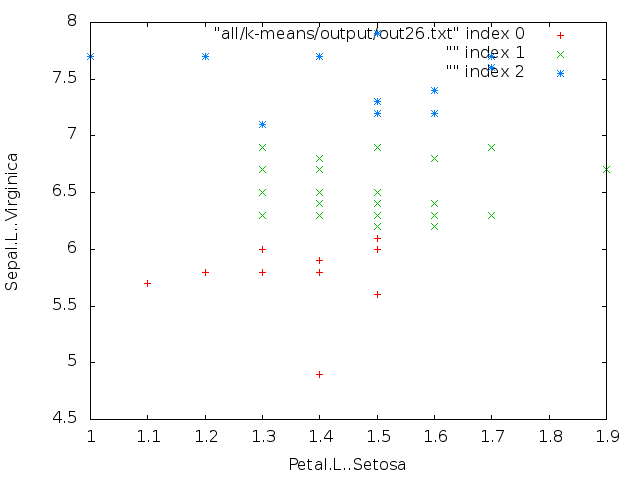 "all/k-means/output/out26.txt" index 0
"" index 1
"" index 2
8
7.5
7
6.5
6
5.5
5
4.5
Sepal.L..Virginica
1 1.1 1.2 1.3 1.4 1.5 1.6 1.7 1.8 1.9
Petal.L..Setosa